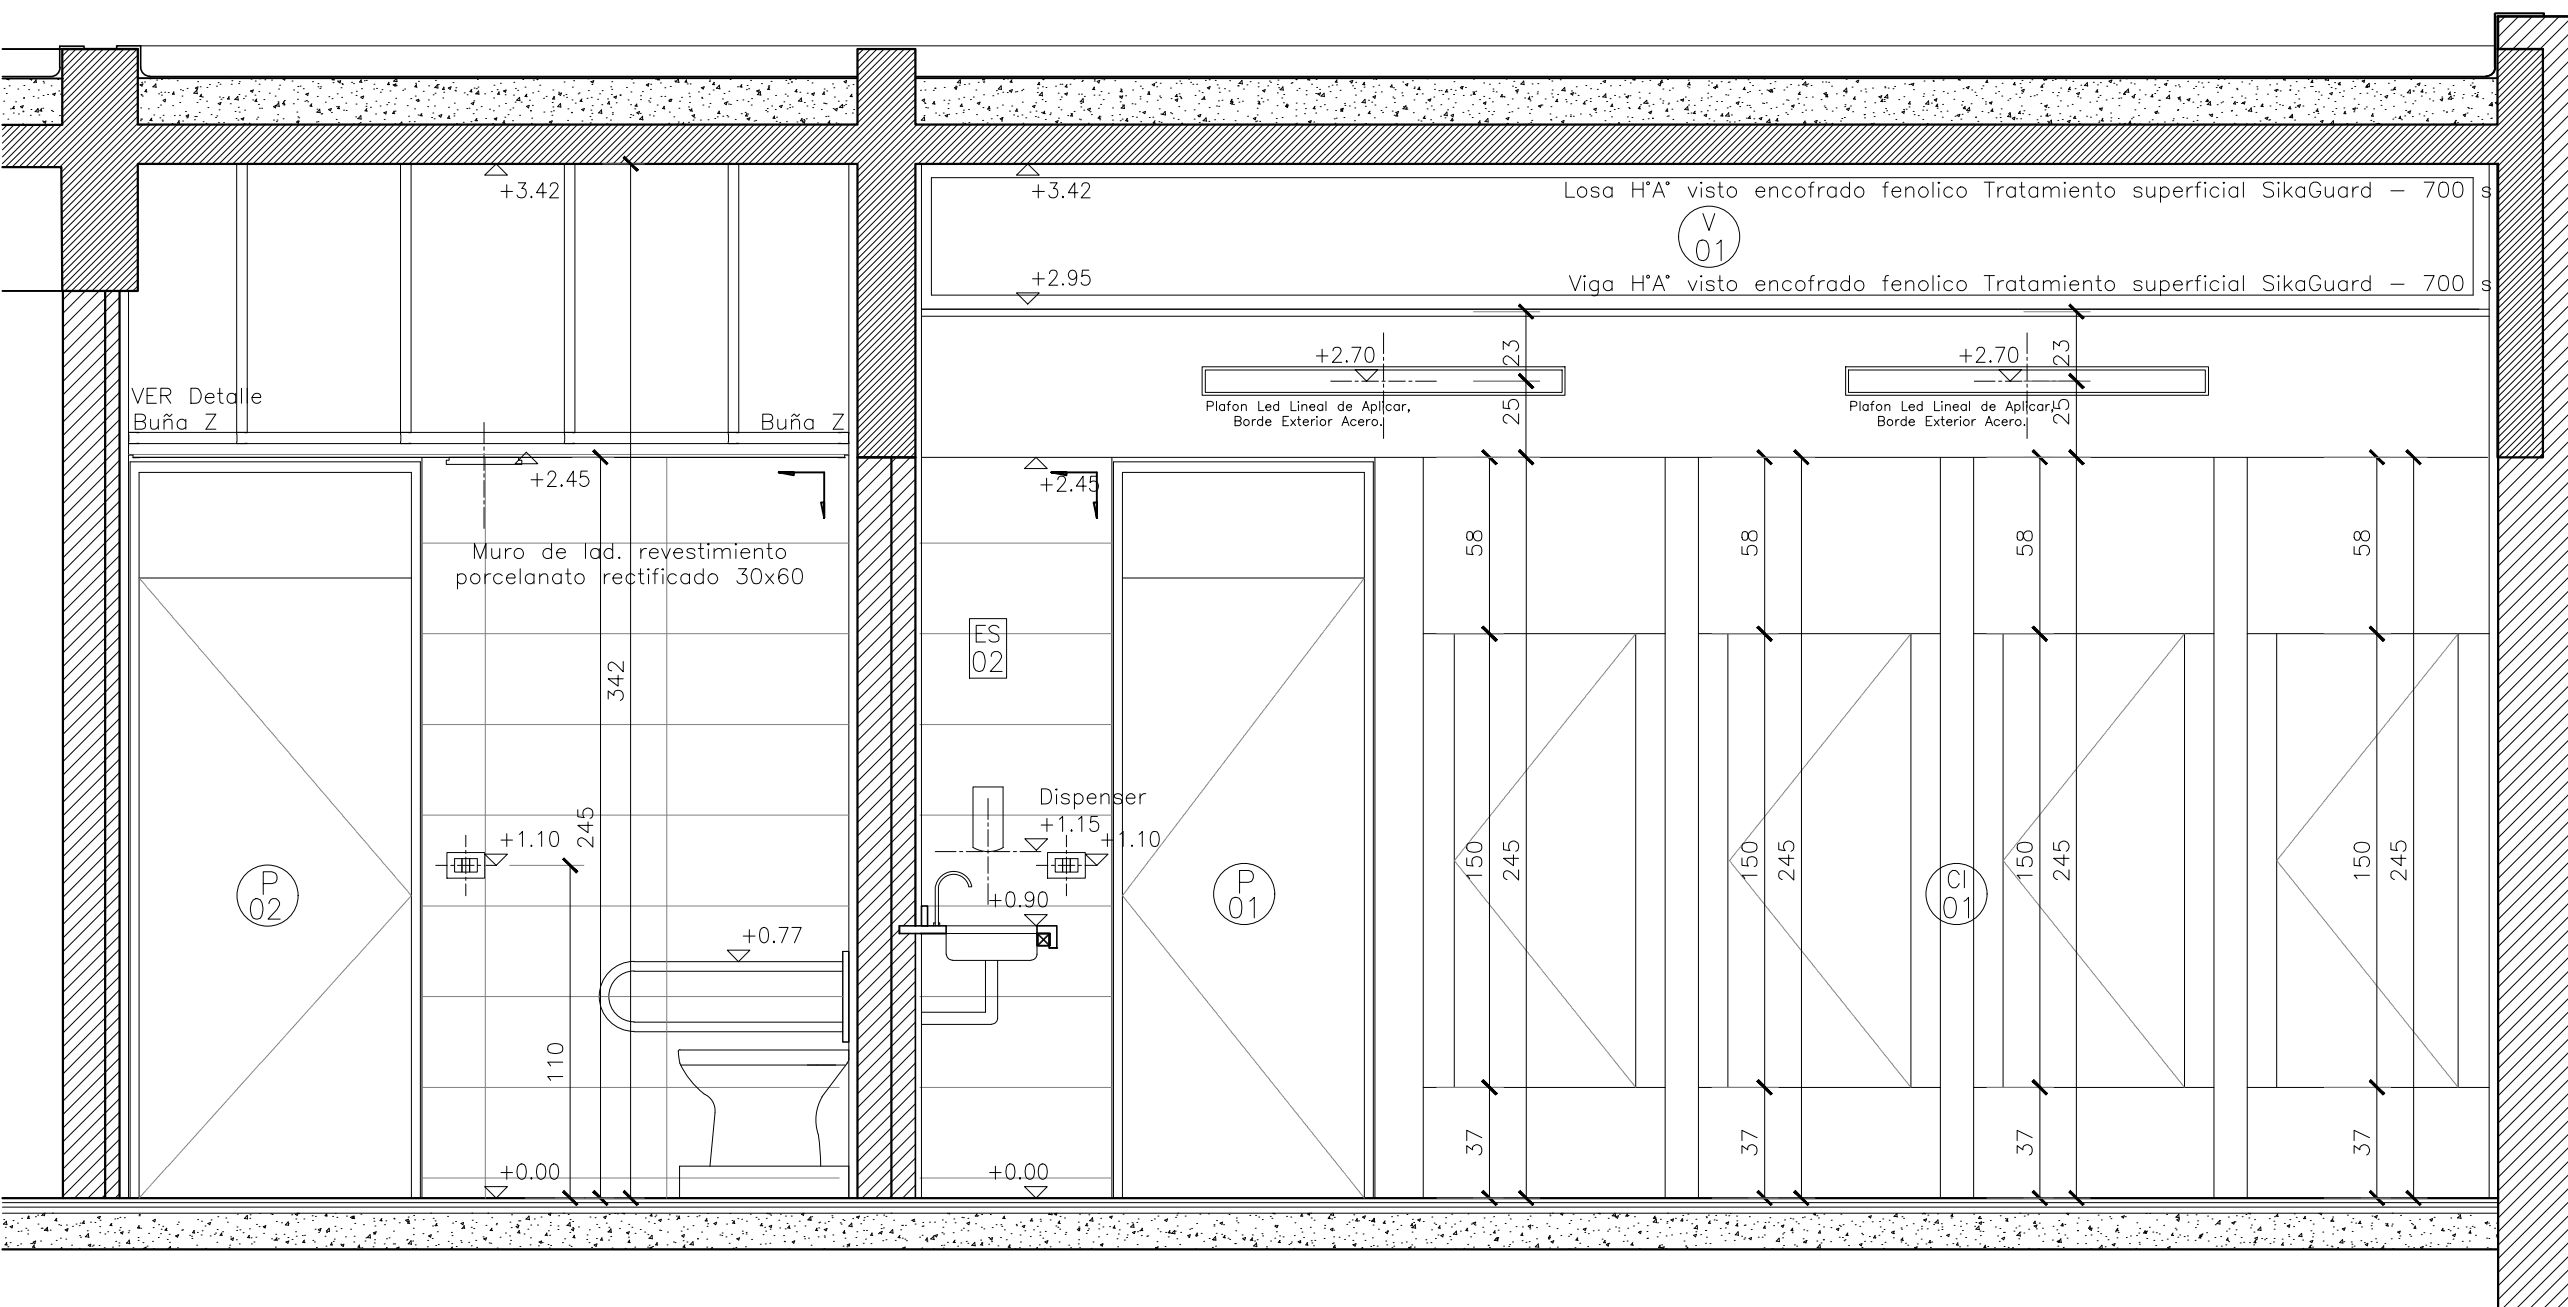 +3.42
+3.42
Losa H°A° visto encofrado fenolico Tratamiento superficial SikaGuard - 700 s
V
01
+2.95
Viga H°A° visto encofrado fenolico Tratamiento superficial SikaGuard - 700 s
23
23
+2.70
+2.70
VER Detalle
Buña Z
Buña Z
Plafon Led Lineal de Aplicar,
Borde Exterior Acero.
25
Plafon Led Lineal de Aplicar,
Borde Exterior Acero.
25
+2.45
+2.45
Muro de lad. revestimiento
porcelanato rectificado 30x60
58
58
58
58
ES
02
342
245
Dispenser
+1.15
+1.10
+1.10
150
245
150
245
150
245
150
245
P
02
P
01
CI
01
+0.90
+0.77
110
37
37
37
37
+0.00
+0.00